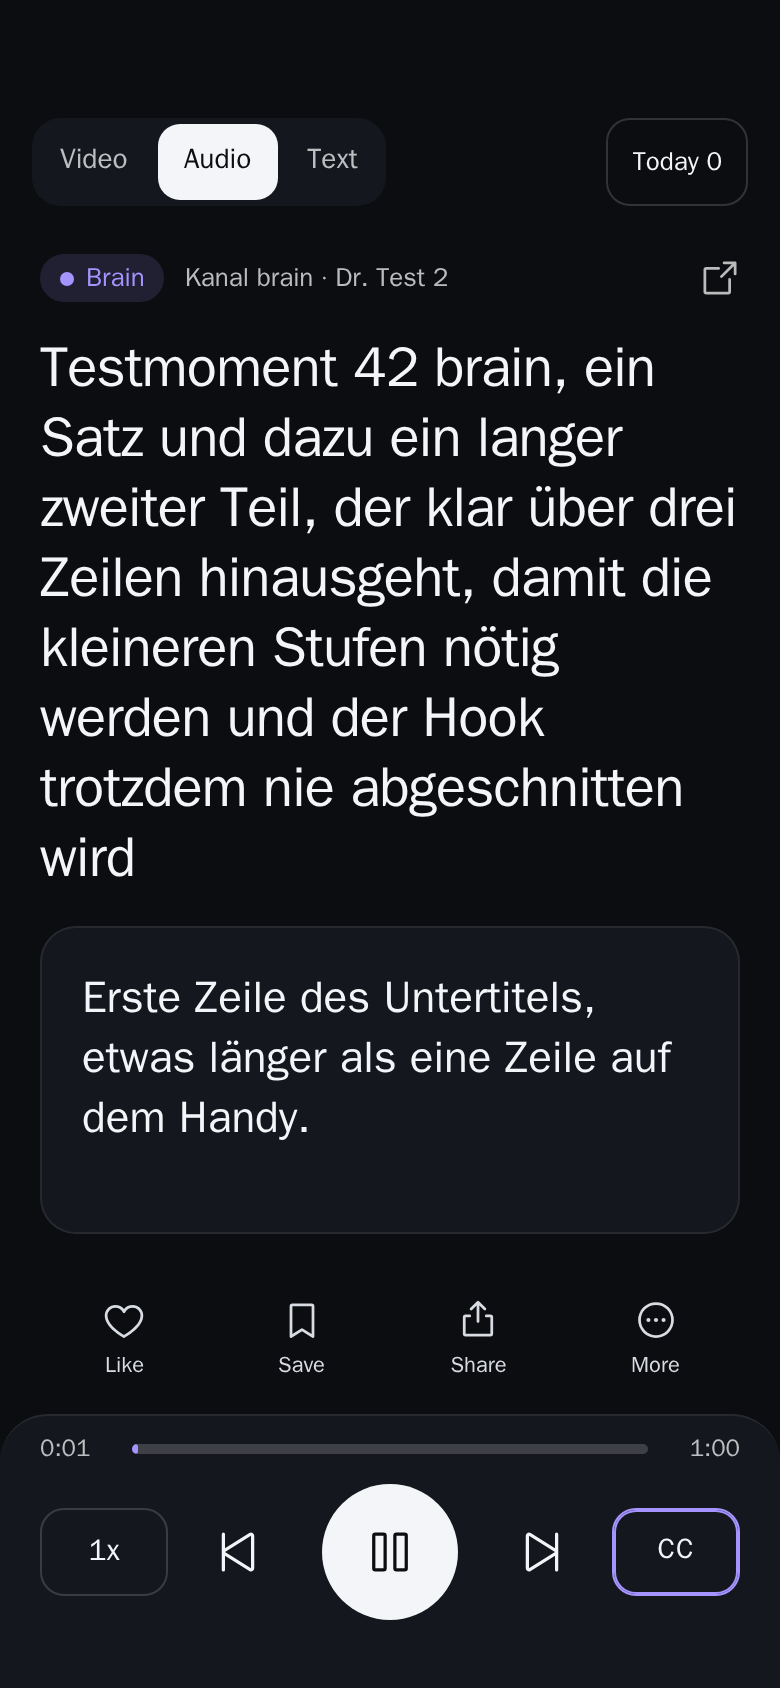 Video Audio Text Today 0
Brain Kanal brain · Dr. Test 2
Testmoment 42 brain, ein
Satz und dazu ein langer
zweiter Teil, der klar über drei
Zeilen hinausgeht, damit die
kleineren Stufen nötig
werden und der Hook
trotzdem nie abgeschnitten
wird
Erste Zeile des Untertitels,
etwas länger als eine Zeile auf
dem Handy.
Like Save Share More
0:01 1:00
1x CC